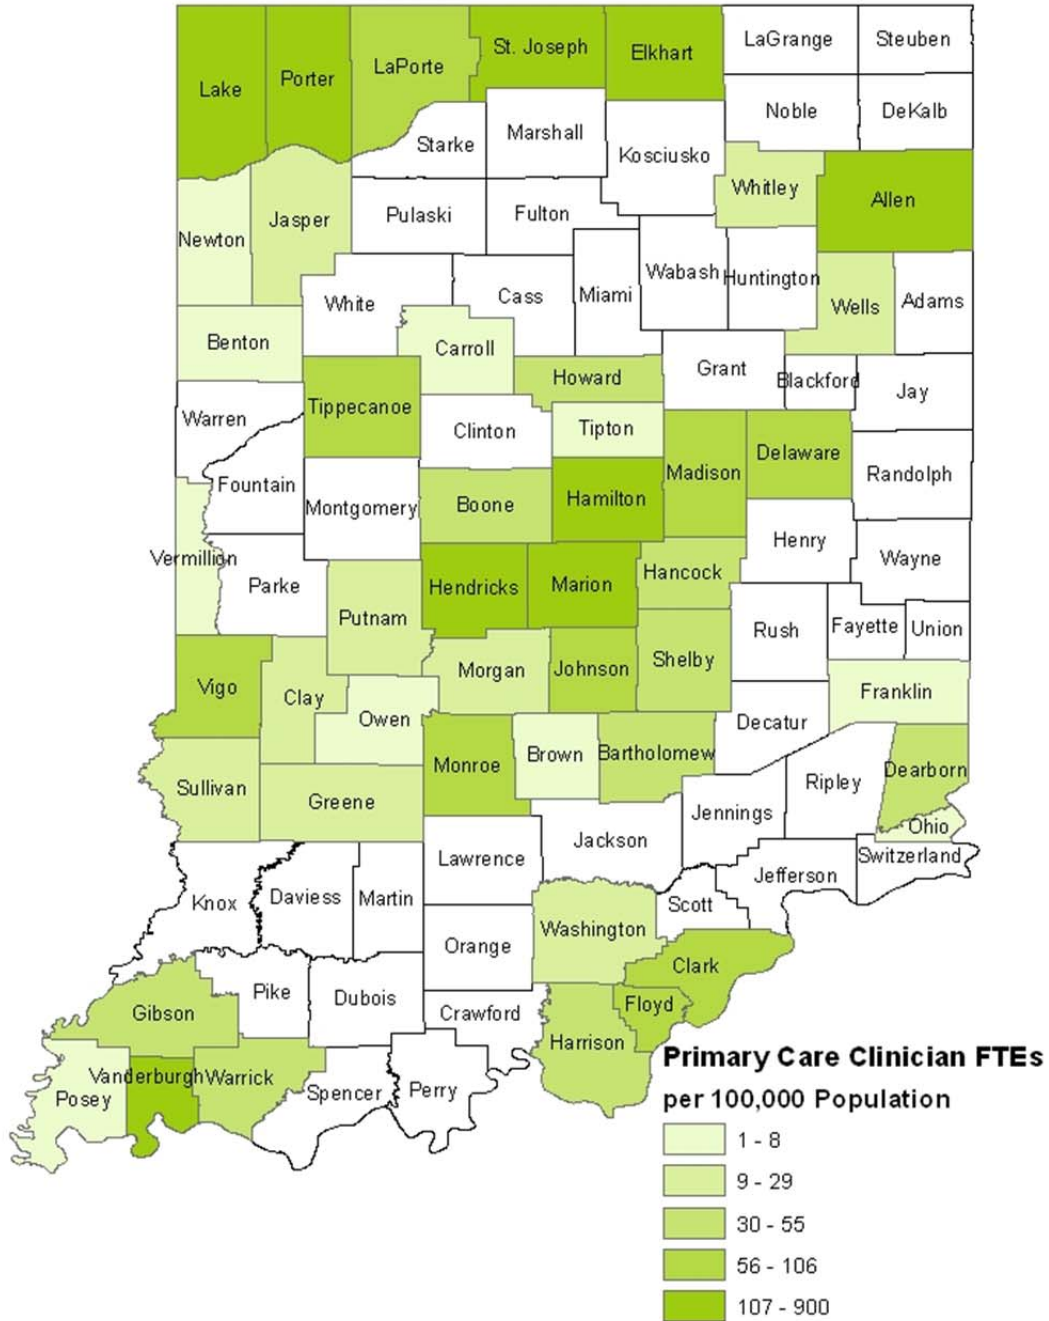 LaGrange
Steuben
St. Joseph
Elkhart
LaPorte
Porter
Lake
Noble
DeKalb
Marshall
Starke
Kosciusko
Whitley
Allen
Jasper
Pulaski
Fulton
Newton
Wabash
Huntington
White
Cass
Miami
Wells
Adams
Benton
Carroll
Grant
Howard
Blackford
Jay
Tippecanoe
Warren
Clinton
Tipton
Madison
Delaware
Randolph
Fountain
Hamilton
Boone
Montgomery
Henry
Vermillion
Wayne
Hancock
Parke
Hendricks
Marion
Putnam
Rush
Fayette
Union
Shelby
Morgan
Johnson
Vigo
Clay
Franklin
Owen
Decatur
Brown
Bartholomew
Monroe
Dearborn
Ripley
Sullivan
Greene
Jennings
Ohio
Jackson
Switzerland
Lawrence
Jefferson
Knox
Daviess
Martin
Scott
Washington
Orange
Clark
Pike
Dubois
Floyd
Gibson
Crawford
Harrison
Vanderburgh
Warrick
Posey
Spencer
Perry
Primary Care Clinician FTEs
per 100,000 Population
1 - 8
9 - 29
30 - 55
56 - 106
107 - 900